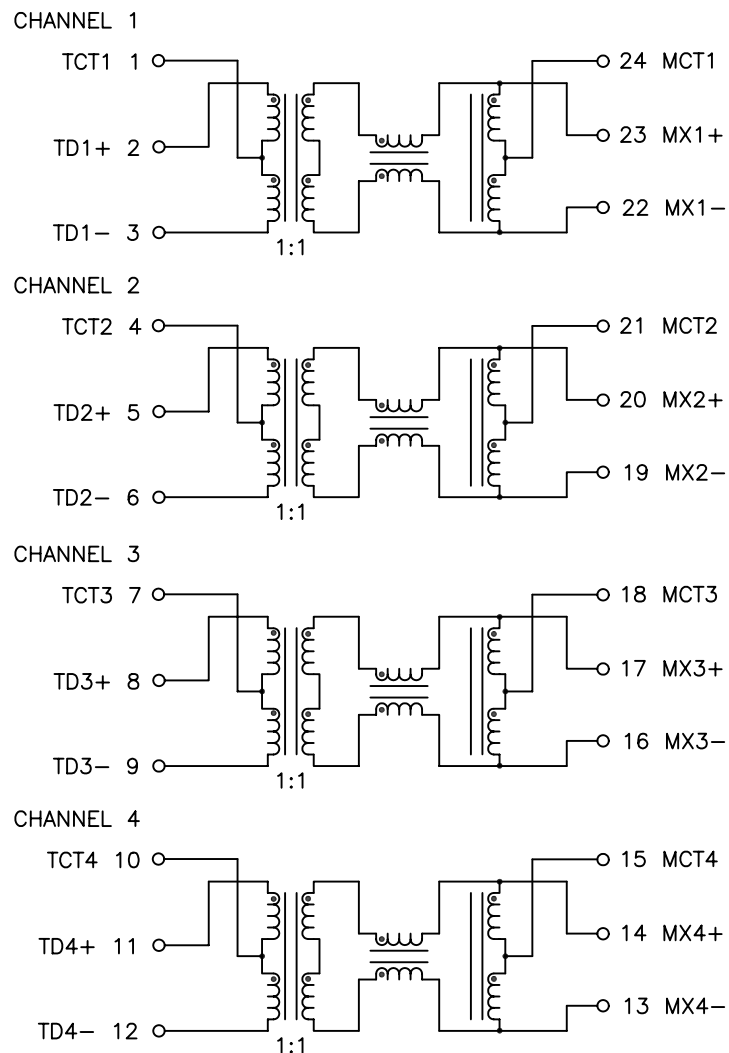 CHANNEL 1
TCT1 1
24 MCT1
TD1+ 2
23 MX1+
22 MX1-
TD1- 3
1:1
CHANNEL 2
TCT2 4
21 MCT2
TD2+ 5
20 MX2+
19 MX2-
TD2- 6
1:1
CHANNEL 3
TCT3 7
18 MCT3
TD3+ 8
17 MX3+
16 MX3-
TD3- 9
1:1
CHANNEL 4
TCT4 10
15 MCT4
TD4+ 11
14 MX4+
13 MX4-
TD4- 12
1:1